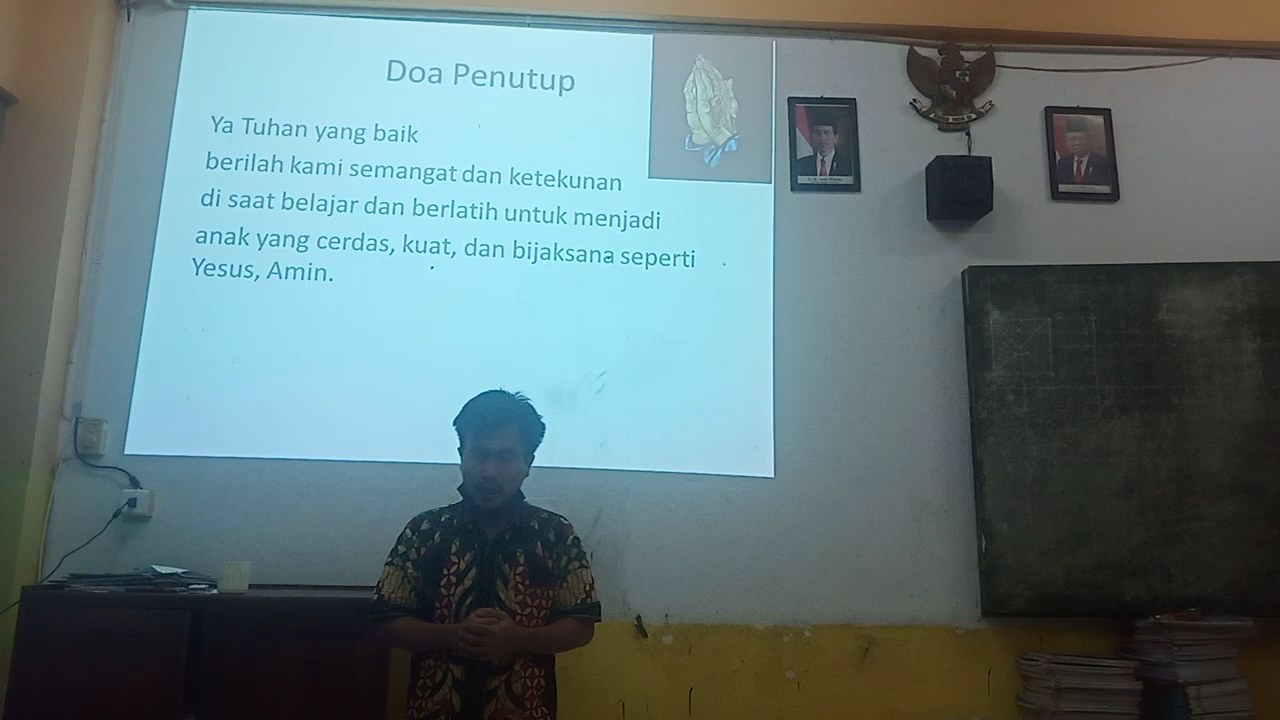 Doa Penutup
Ya Tuhan yang baik
berilah kami semangat dan ketekunan
di saat belajar dan berlatih untuk menjadi
anak yang cerdas, kuat, dan bijaksana seperti
Yesus, Amin.